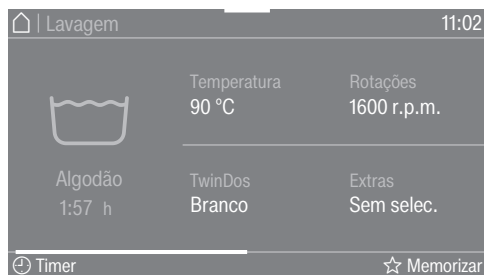 | Lavagem 11:02
Temperatura Rotações
90 °C 1600 r.p.m.
Algodão TwinDos Extras
1:57 h Branco Sem selec.
Timer Memorizar